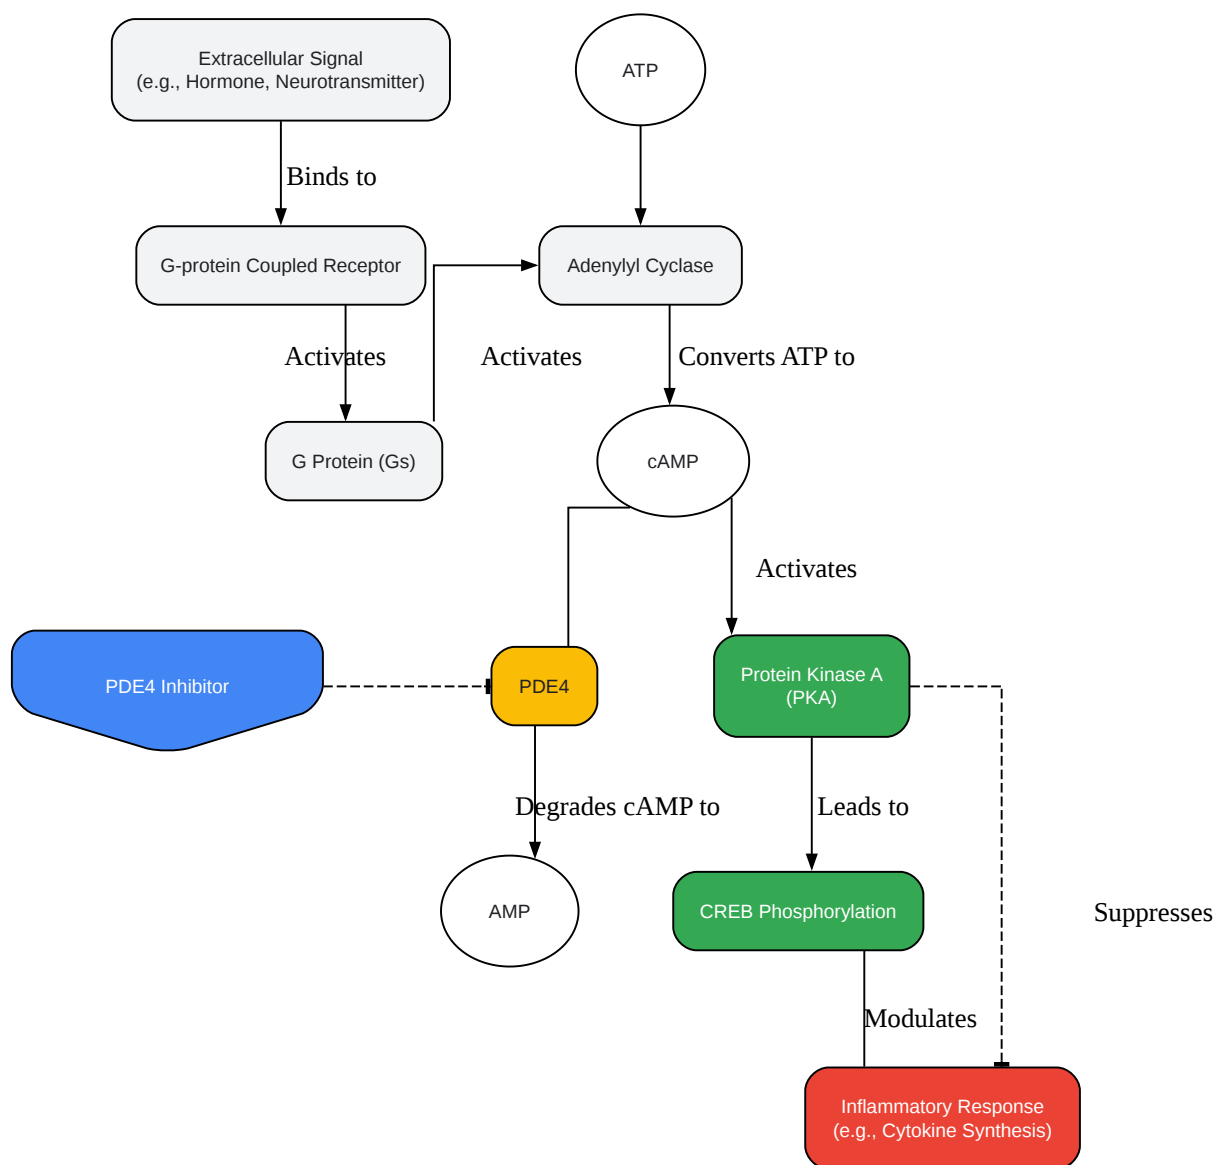 Extracellular Signal
(e.g., Hormone, Neurotransmitter)
ATP
Binds to
G-protein Coupled Receptor
Adenylyl Cyclase
Activates
Activates
Converts ATP to
G Protein (Gs)
cAMP
Activates
PDE4 Inhibitor
PDE4
Protein Kinase A
(PKA)
Degrades cAMP to
Leads to
AMP
CREB Phosphorylation
Suppresses
Modulates
Inflammatory Response
(e.g., Cytokine Synthesis)